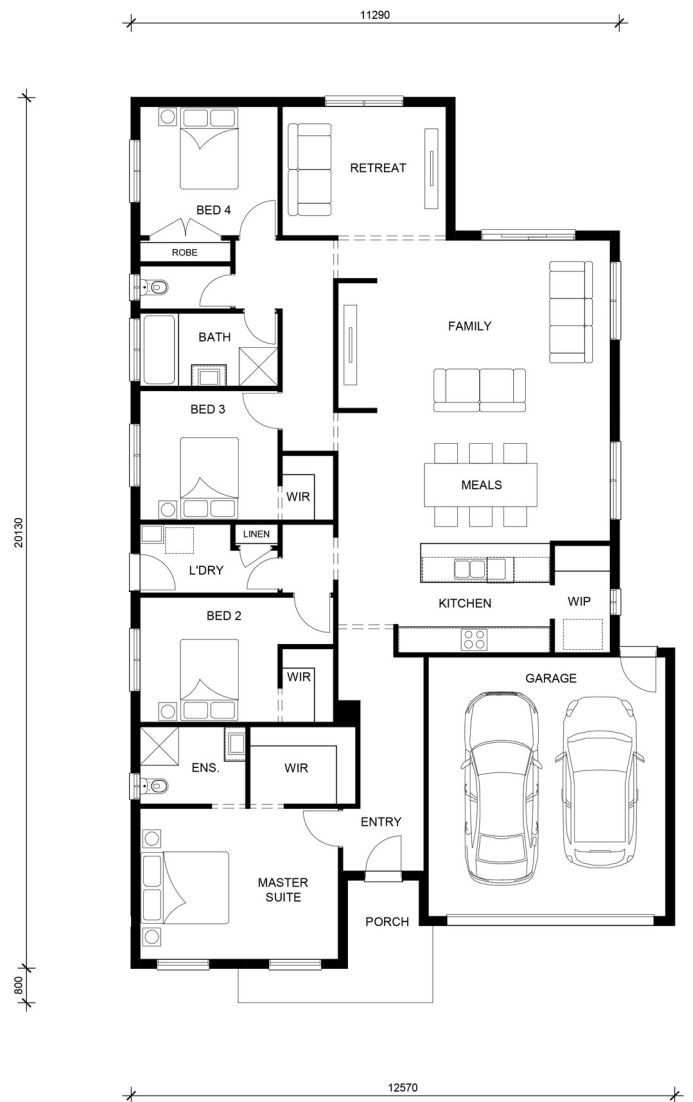 11290
RETREAT
BED 4
ROBE
FAMILY
BATH
BED 3
MEALS
WIR
20130
LINEN
L'DRY
KITCHEN
WIP
BED 2
WIR
GARAGE
ENS.
WIR
ENTRY
MASTER
SUITE
PORCH
800
12570